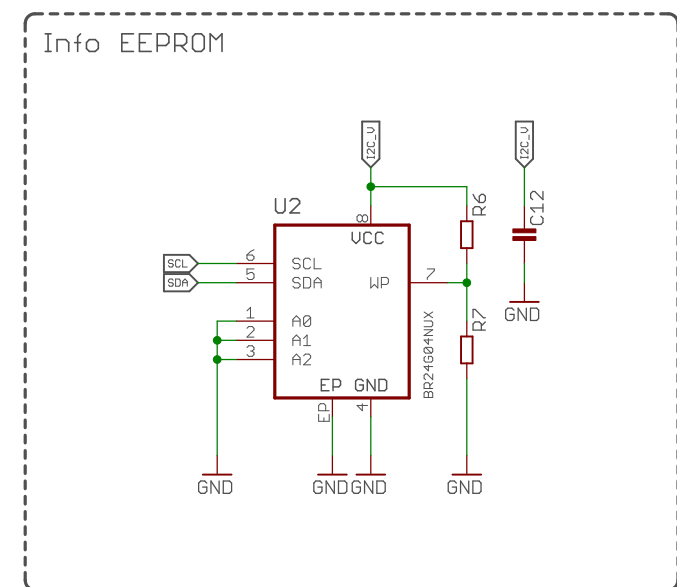 Info EEPROM
I2C_V
I2C_V
U2
8
VCC
R6
C12
SCL
6
SCL
SDA
5
SDA
WP
7
GND
1
A0
2
A1
3
A2
R7
BR24G04NUX
EP GND
EP
4
GND
GND
GND
GND